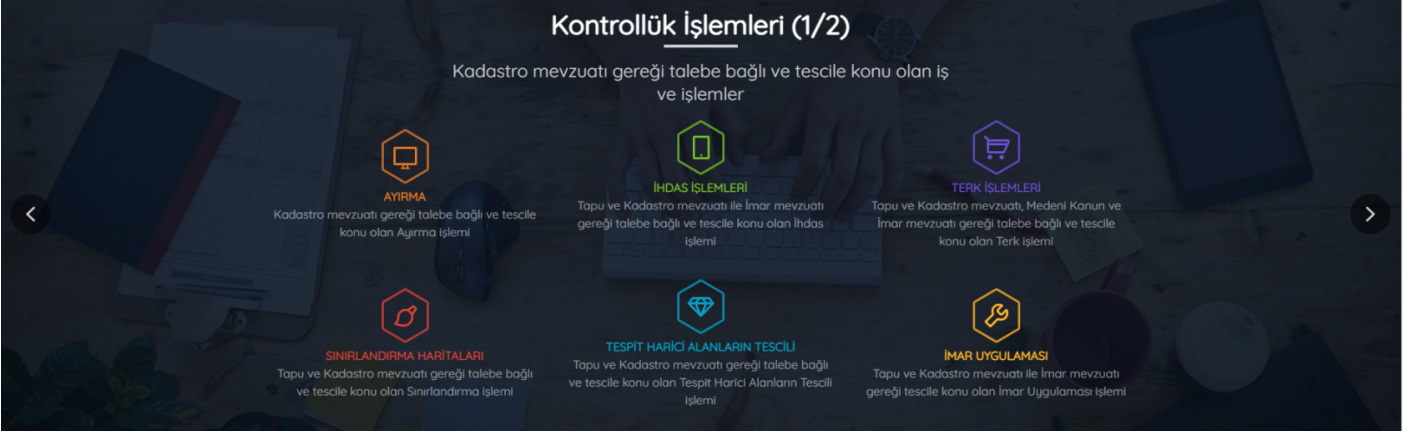 Kontrollük İşlemleri (1/2)
Kadastro mevzuatı gereği talebe bağlı ve tescile konu olan iş
ve işlemler
AYIRMA
Kadastro mevzuatı gereği talebe bağlı ve tescile
konu olan Ayırma işlemi
İHDAS İŞLEMLERİ
Tapu ve Kadastro mevzuatı ile İmar mevzuatı
gereği talebe bağlı ve tescile konu olan İhdas
işlemi
TERK İŞLEMLERİ
Tapu ve Kadastro mevzuatı, Medeni Kanun ve
İmar mevzuatı gereği talebe bağlı ve tescile
konu olan Terk işlemi
SINIRLANDIRMA HARİTALARI
Tapu ve Kadastro mevzuatı gereği talebe bağlı
ve tescile konu olan Sınırlandırma işlemi
TESPİT HARİCİ ALANLARIN TESCİLİ
Tapu ve Kadastro mevzuatı gereği talebe bağlı
ve tescile konu olan Tespit Harici Alanların Tescili
işlemi
İMAR UYGULAMASI
Tapu ve Kadastro mevzuatı ile İmar mevzuatı
gereği tescile konu olan İmar Uygulaması işlemi